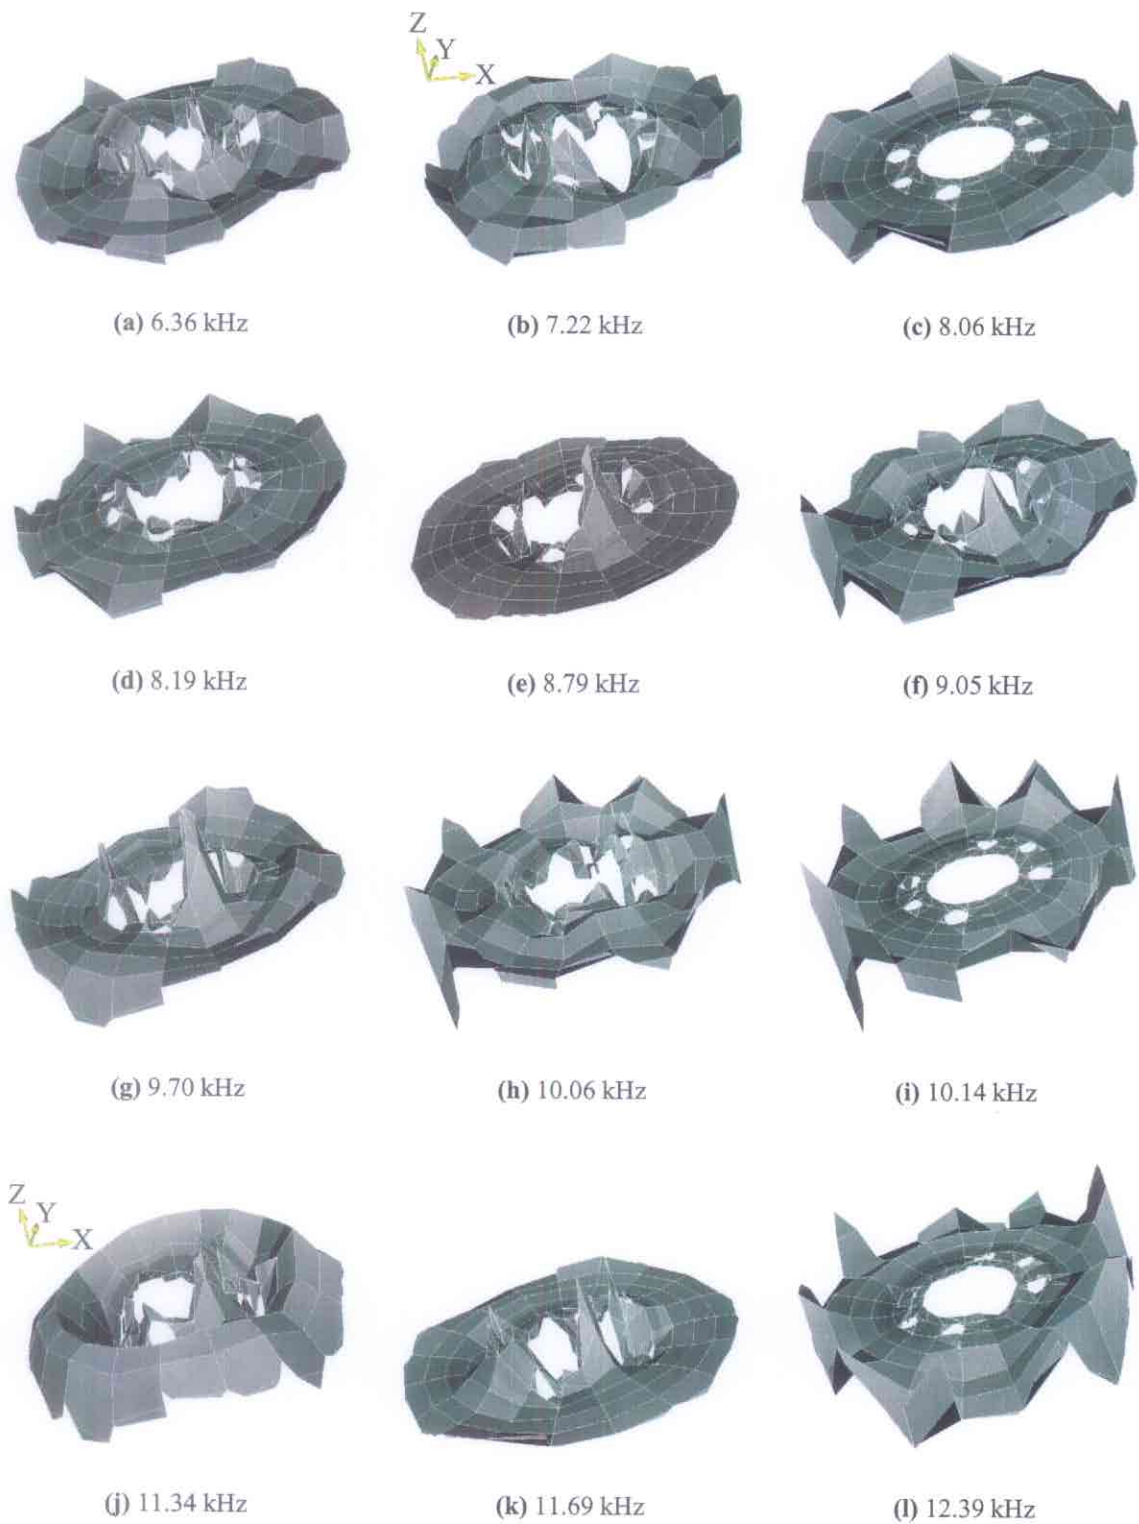 Z
Y
X
(a) 6.36 kHz
(b) 7.22 kHz
(c) 8.06 kHz
(d) 8.19 kHz
(e) 8.79 kHz
(f) 9.05 kHz
(g) 9.70 kHz
(h) 10.06 kHz
(i) 10.14 kHz
Z
Y
X
(j) 11.34 kHz
(k) 11.69 kHz
(l) 12.39 kHz